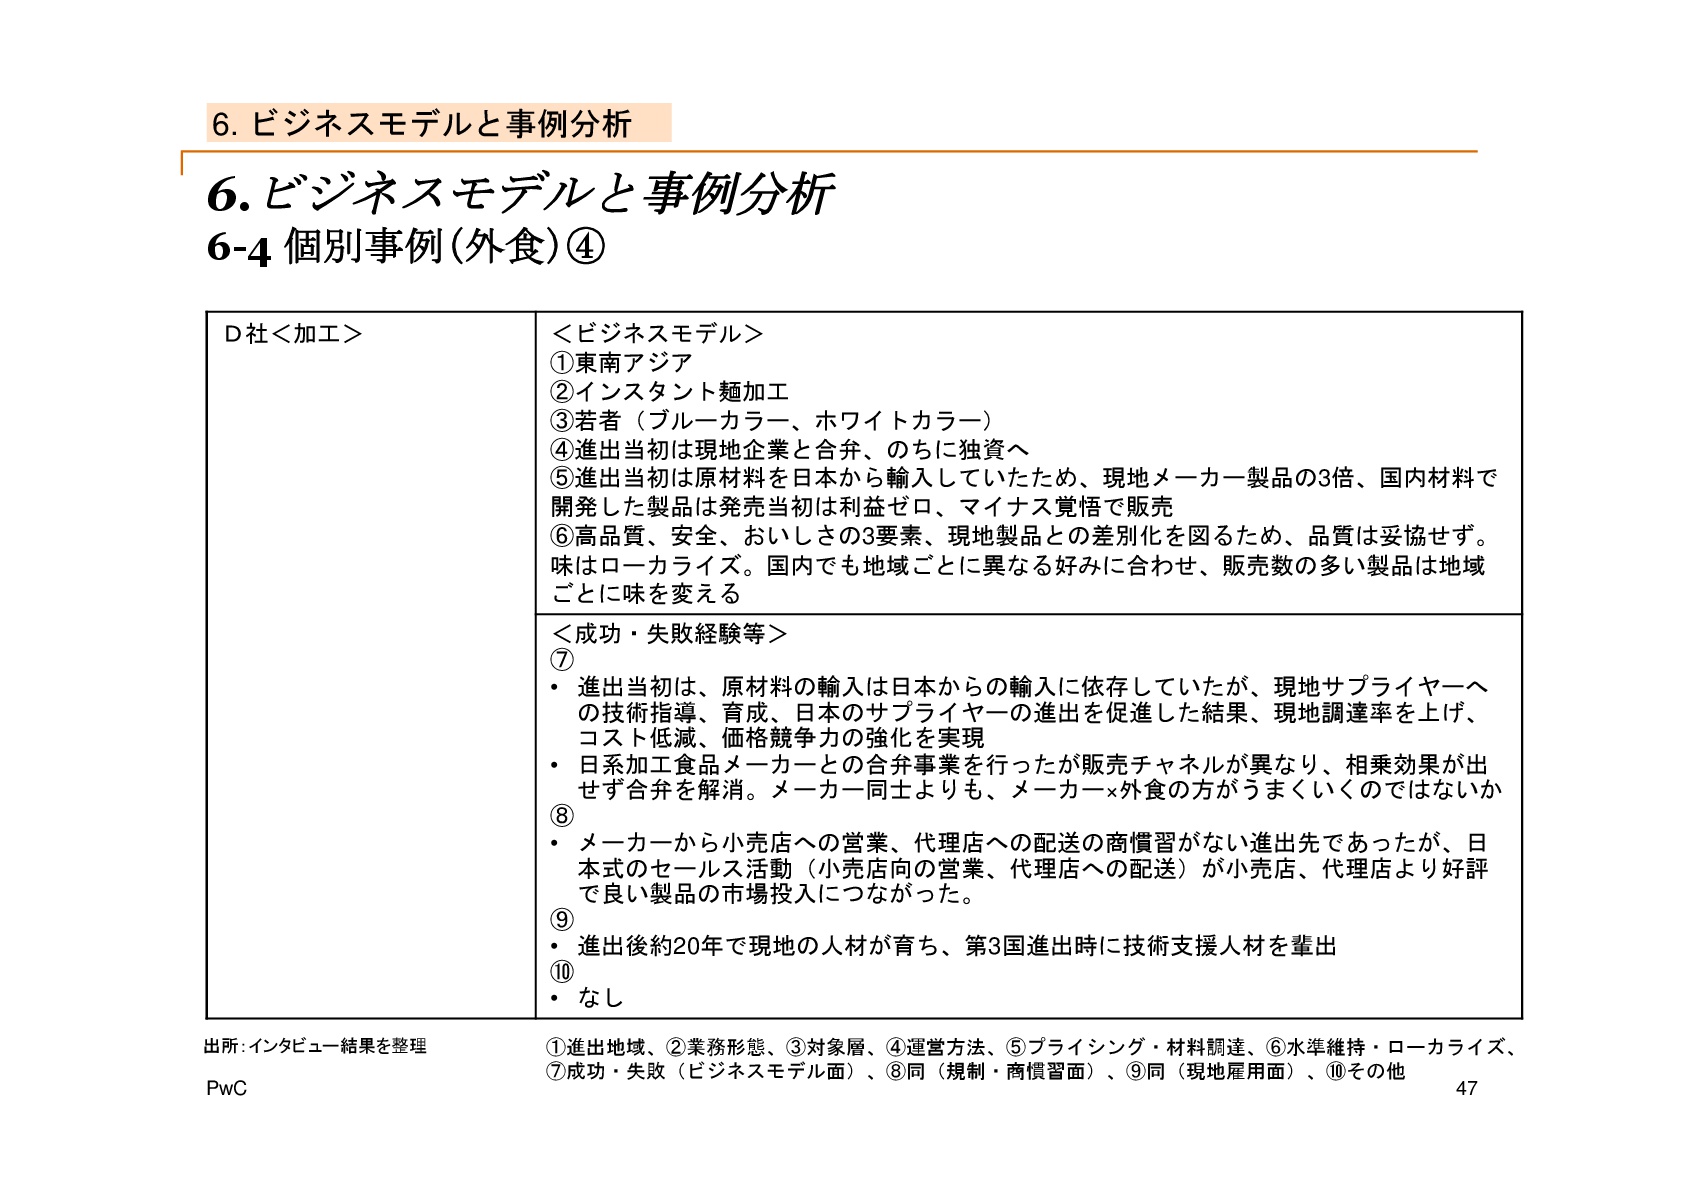 6. ビジネスモデルと事例分析
6. ビジネスモデルと事例分析
6-4 個別事例(外食)④
D社＜加工＞
＜ビジネスモデル＞
①東南アジア
②インスタント麺加工
③若者（ブルーカラー、ホワイトカラー）
④進出当初は現地企業と合弁、のちに独資へ
⑤進出当初は原材料を日本から輸入していたため、現地メーカー製品の3倍、国内材料で
開発した製品は発売当初は利益ゼロ、マイナス覚悟で販売
⑥高品質、安全、おいしさの3要素、現地製品との差別化を図るため、品質は妥協せず。
味はローカライズ。国内でも地域ごとに異なる好みに合わせ、販売数の多い製品は地域
ごとに味を変える
＜成功・失敗経験等＞
⑦
• 進出当初は、原材料の輸入は日本からの輸入に依存していたが、現地サプライヤーへ
の技術指導、育成、日本のサプライヤーの進出を促進した結果、現地調達率を上げ、
コスト低減、価格競争力の強化を実現
• 日系加工食品メーカーとの合弁事業を行ったが販売チャネルが異なり、相乗効果が出
せず合弁を解消。メーカー同士よりも、メーカー×外食の方がうまくいくのではないか
⑧
• メーカーから小売店への営業、代理店への配送の商慣習がない進出先であったが、日
本式のセールス活動（小売店向の営業、代理店への配送）が小売店、代理店より好評
で良い製品の市場投入につながった。
⑨
• 進出後約20年で現地の人材が育ち、第3国進出時に技術支援人材を輩出
⑩
• なし
出所:インタビュー結果を整理
①進出地域、②業務形態、③対象層、④運営方法、⑤プライシング・材料調達、⑥水準維持・ローカライズ、
⑦成功・失敗（ビジネスモデル面）、⑧同（規制・商慣習面）、⑨同（現地雇用面）、⑩その他
PwC
47